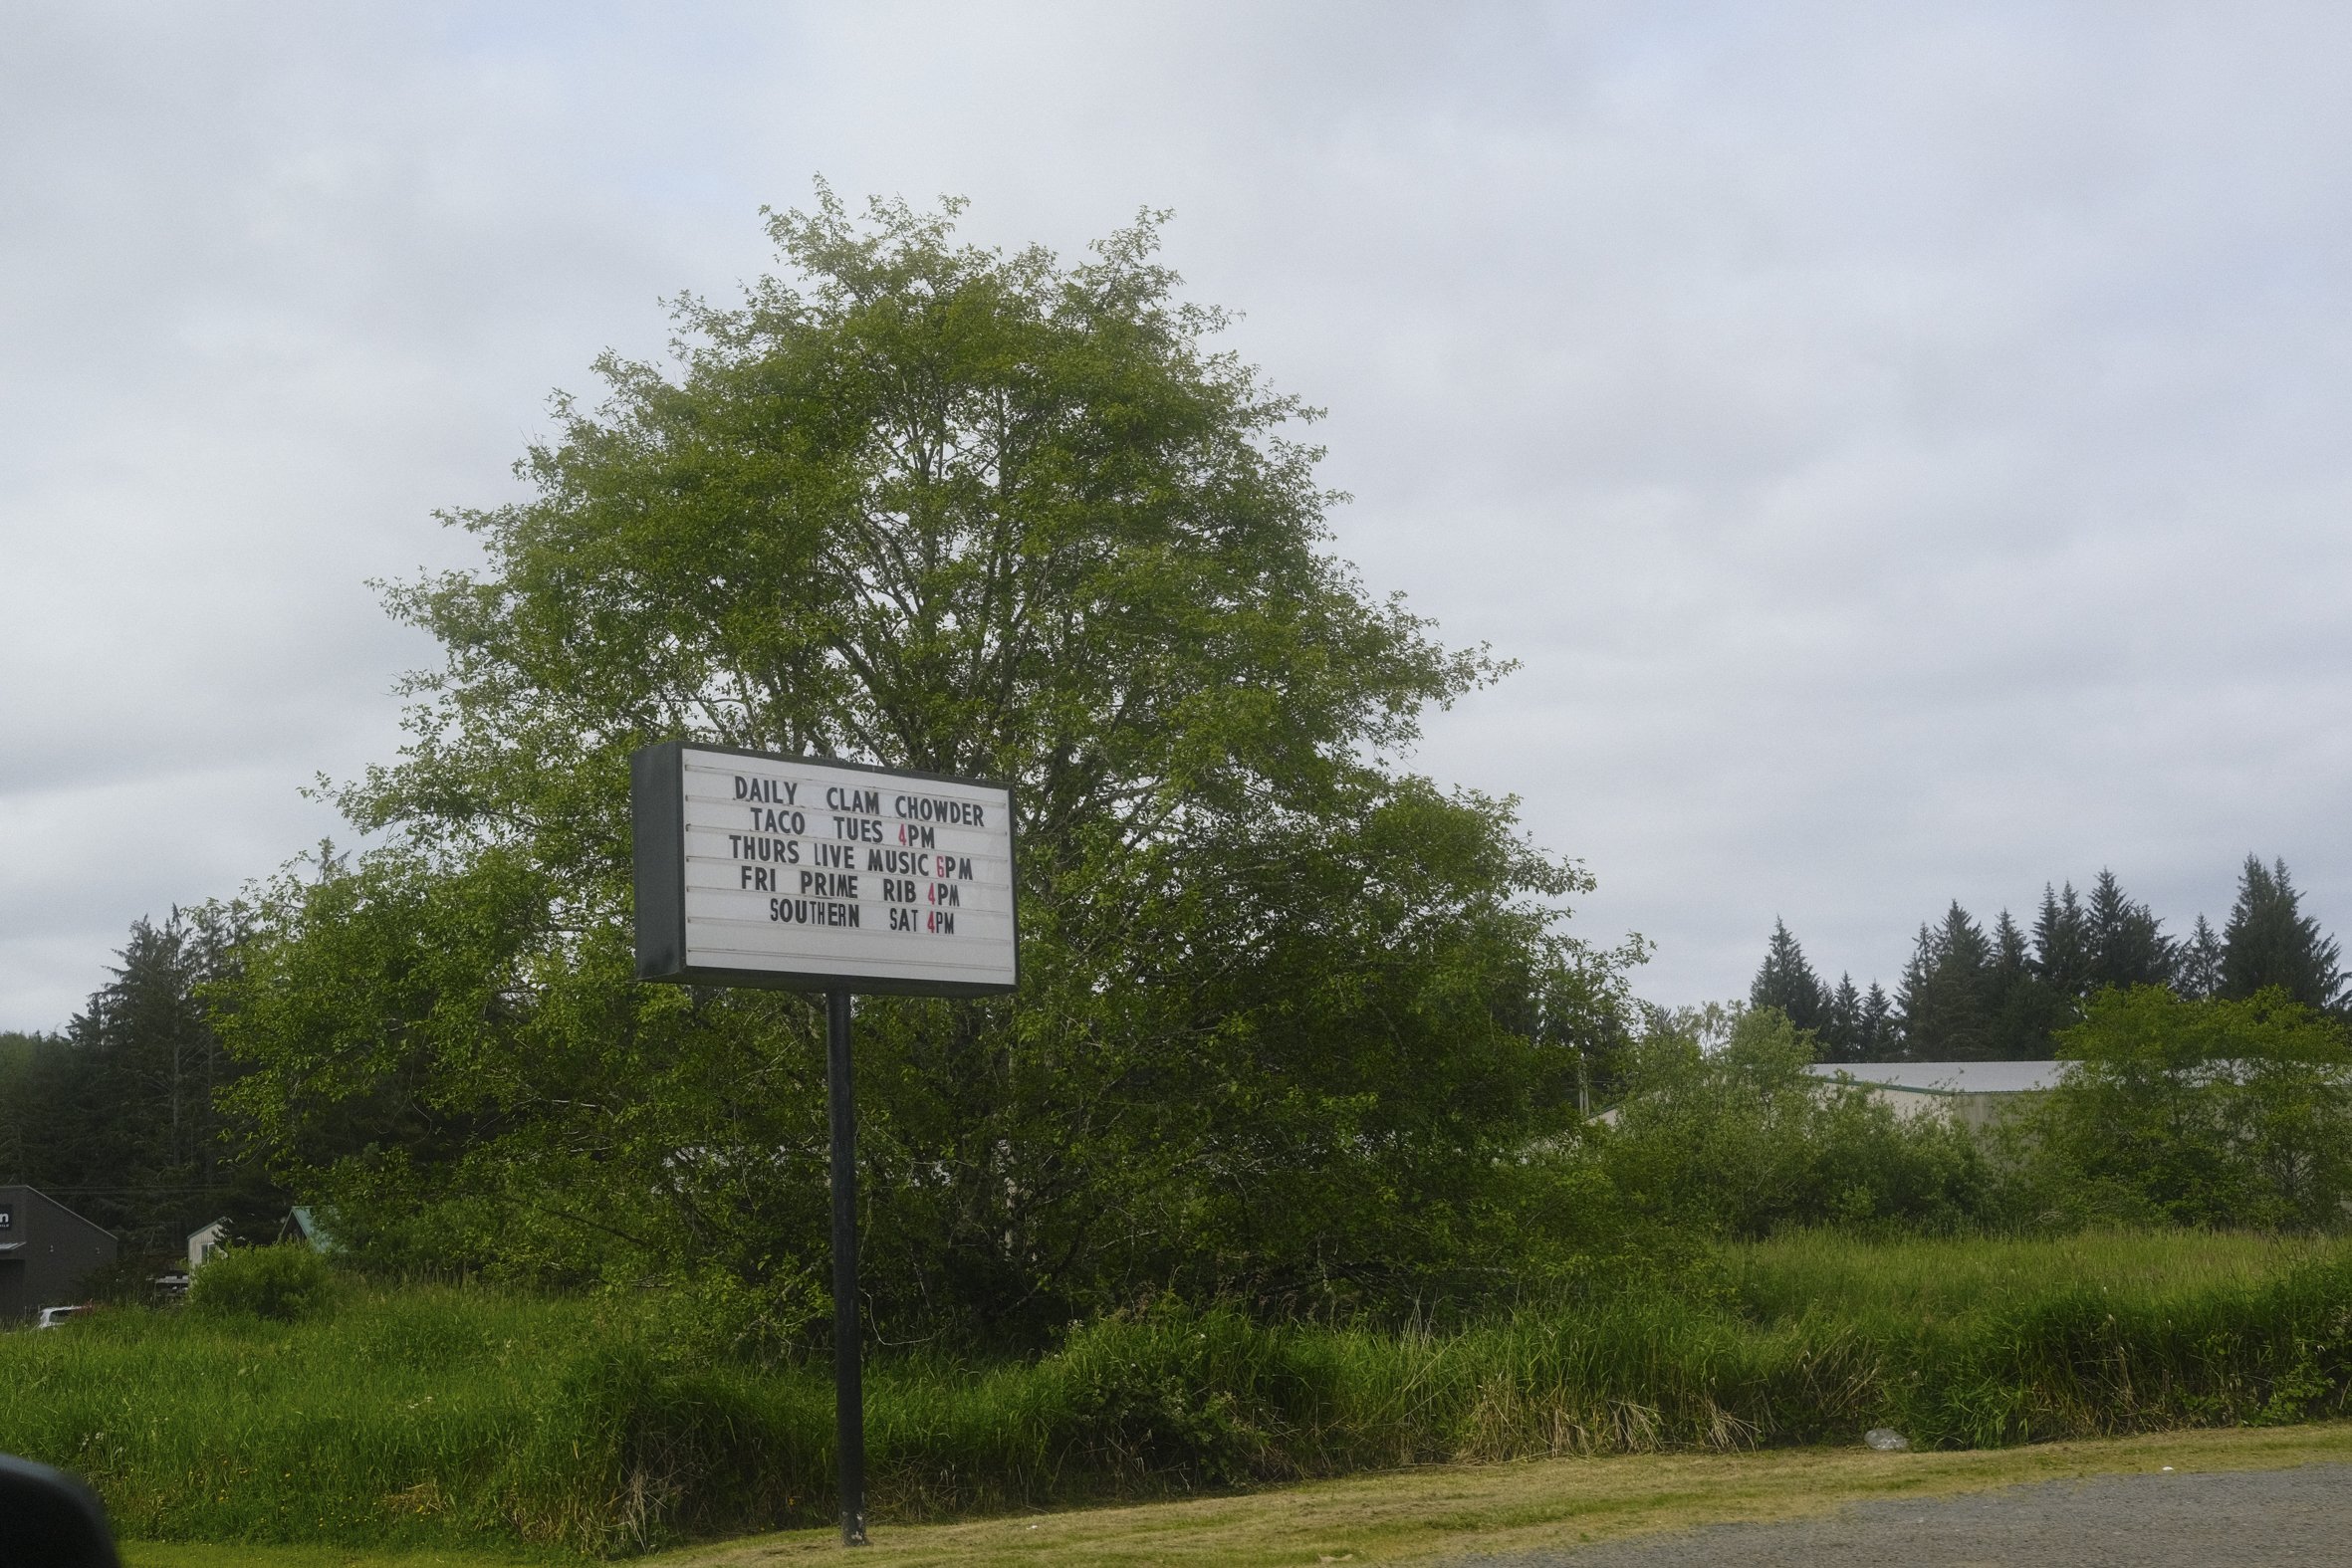 DAILY CLAM CHOWDER
TACO TUES 4PM
THURS LIVE MUSIC 6PM
FRI PRIME RIB 4PM
SOUTHERN SAT 4PM